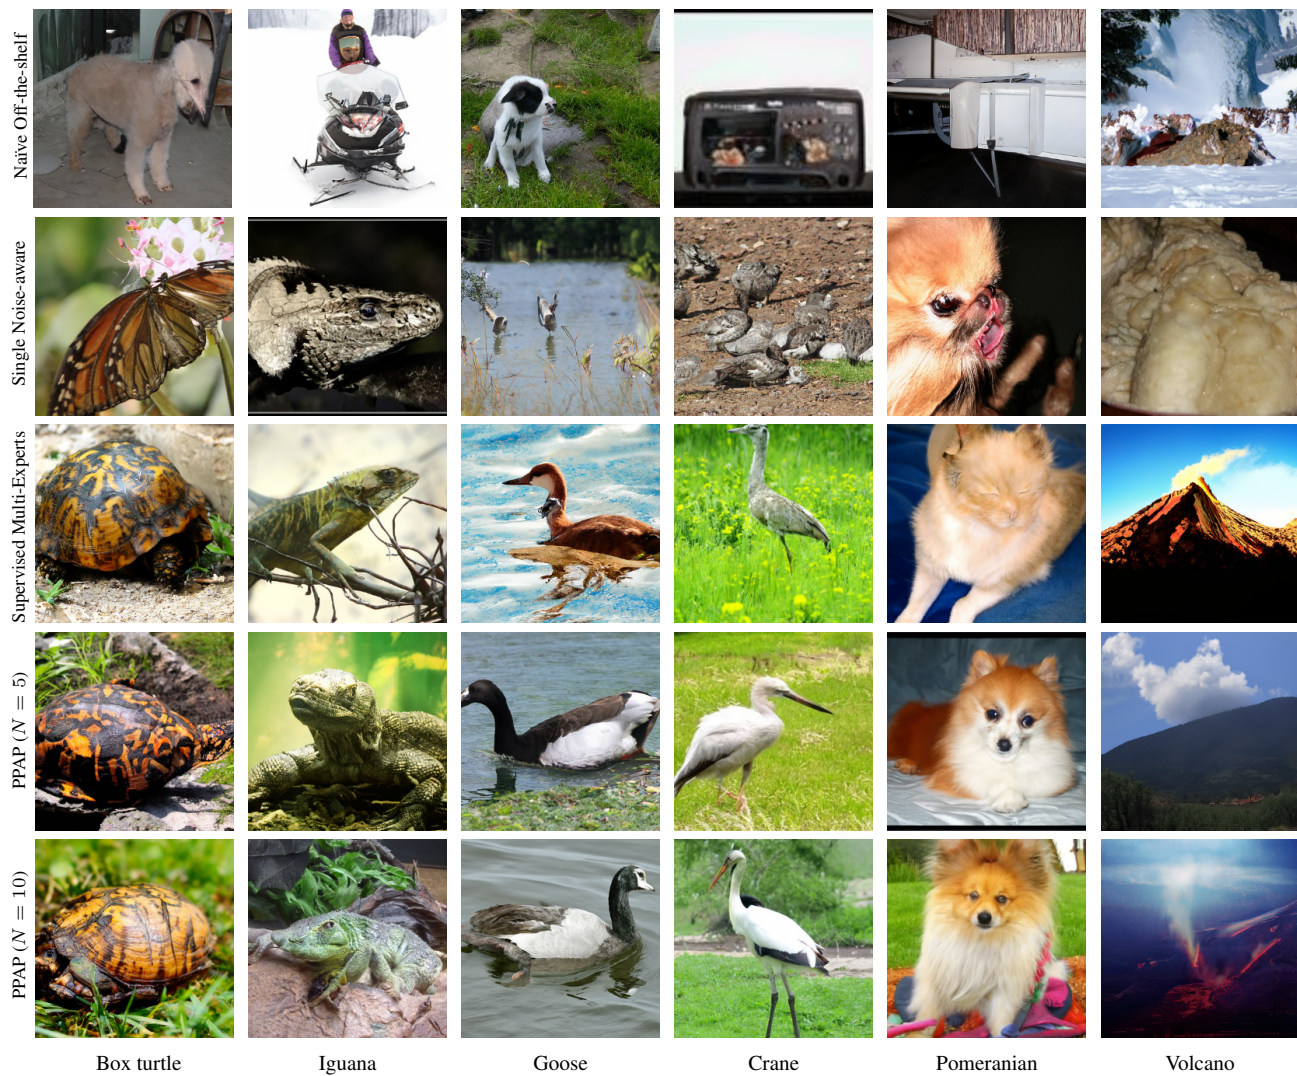 Naïve Off-the-shelf
Single Noise-aware
Supervised Multi-Experts
PPAP (N = 5)
PPAP (N = 10)
Box turtle
Iguana
Goose
Crane
Pomeranian
Volcano